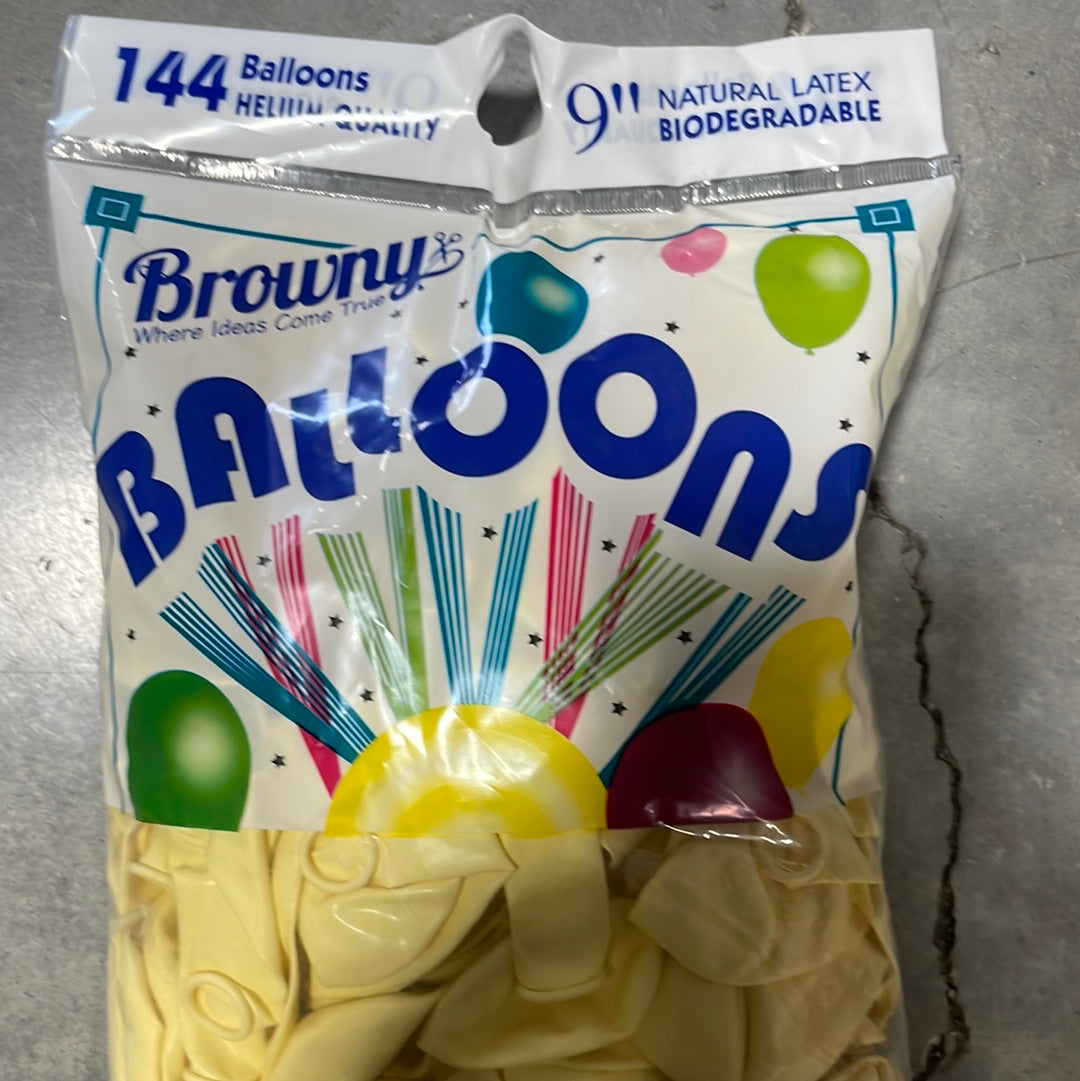 144 Balloons
HELIUM QUALITY
9" NATURAL LATEX
BIODEGRADABLE
Browny
Where Ideas Come True
BALLOONS